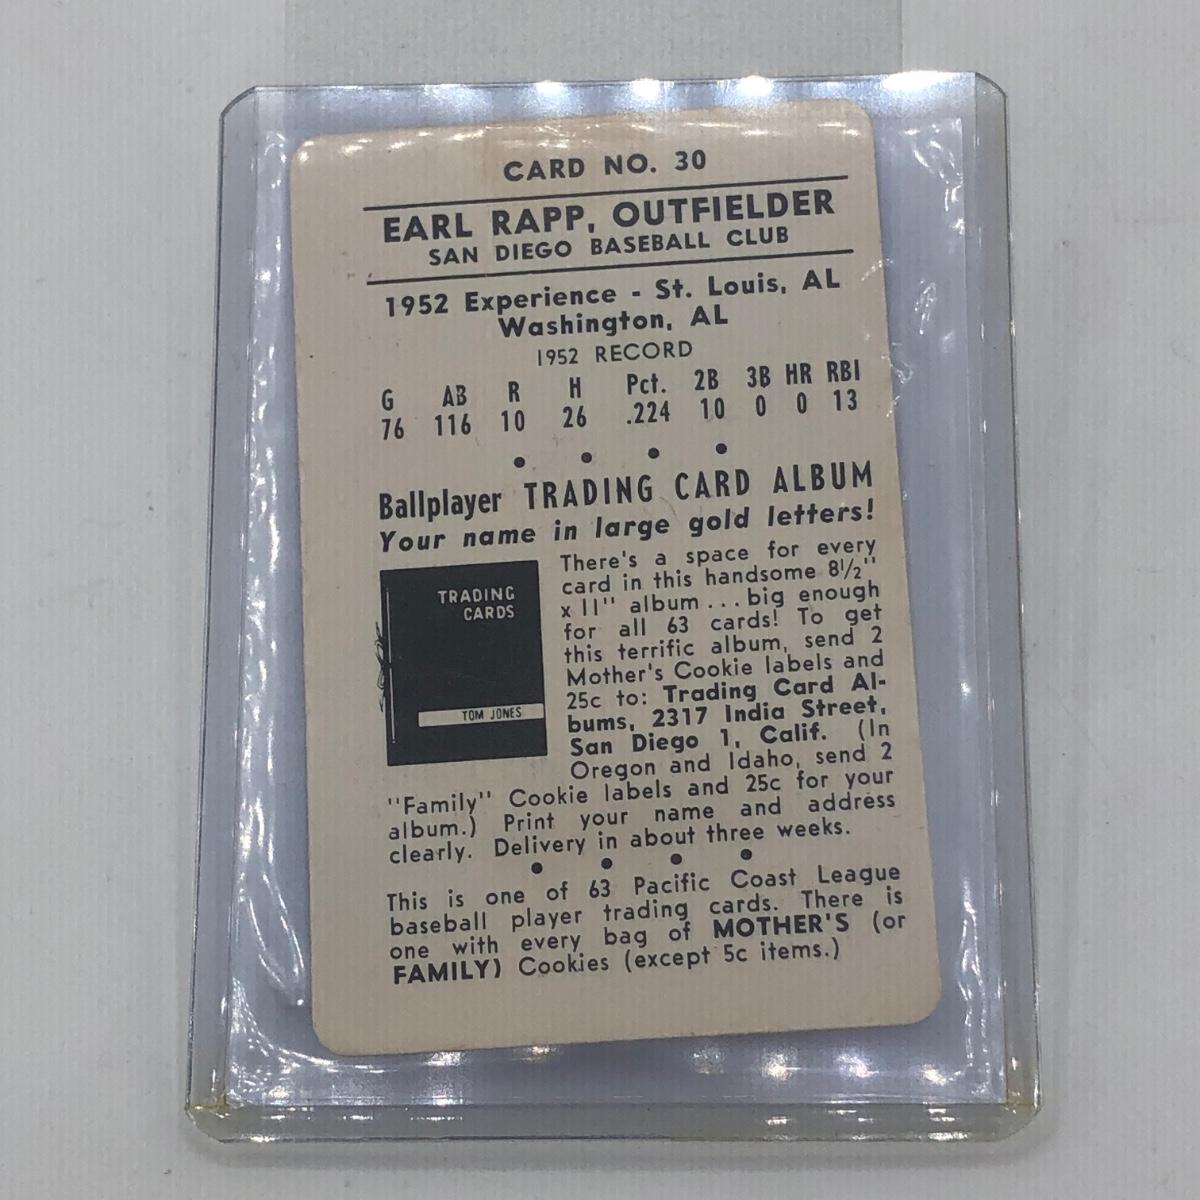 CARD NO. 30
EARL RAPP, OUTFIELDER
SAN DIEGO BASEBALL CLUB
1952 Experience - St. Louis, AL
Washington, AL
1952 RECORD
G AB R H Pct. 2B 3B HR RBI
76 116 10 26 .224 10 0 0 13
Ballplayer TRADING CARD ALBUM
Your name in large gold letters!
TRADING
CARDS
TOM JONES
There's a space for every
card in this handsome 8½"
x 11" album . . . big enough
for all 63 cards! To get
this terrific album, send 2
Mother's Cookie labels and
25c to: Trading Card Al-
bums, 2317 India Street,
San Diego 1, Calif. (In
Oregon and Idaho, send 2
"Family" Cookie labels and 25c for your
album.) Print your name and address
clearly. Delivery in about three weeks.
This is one of 63 Pacific Coast League
baseball player trading cards. There is
one with every bag of MOTHER'S (or
FAMILY) Cookies (except 5c items.)